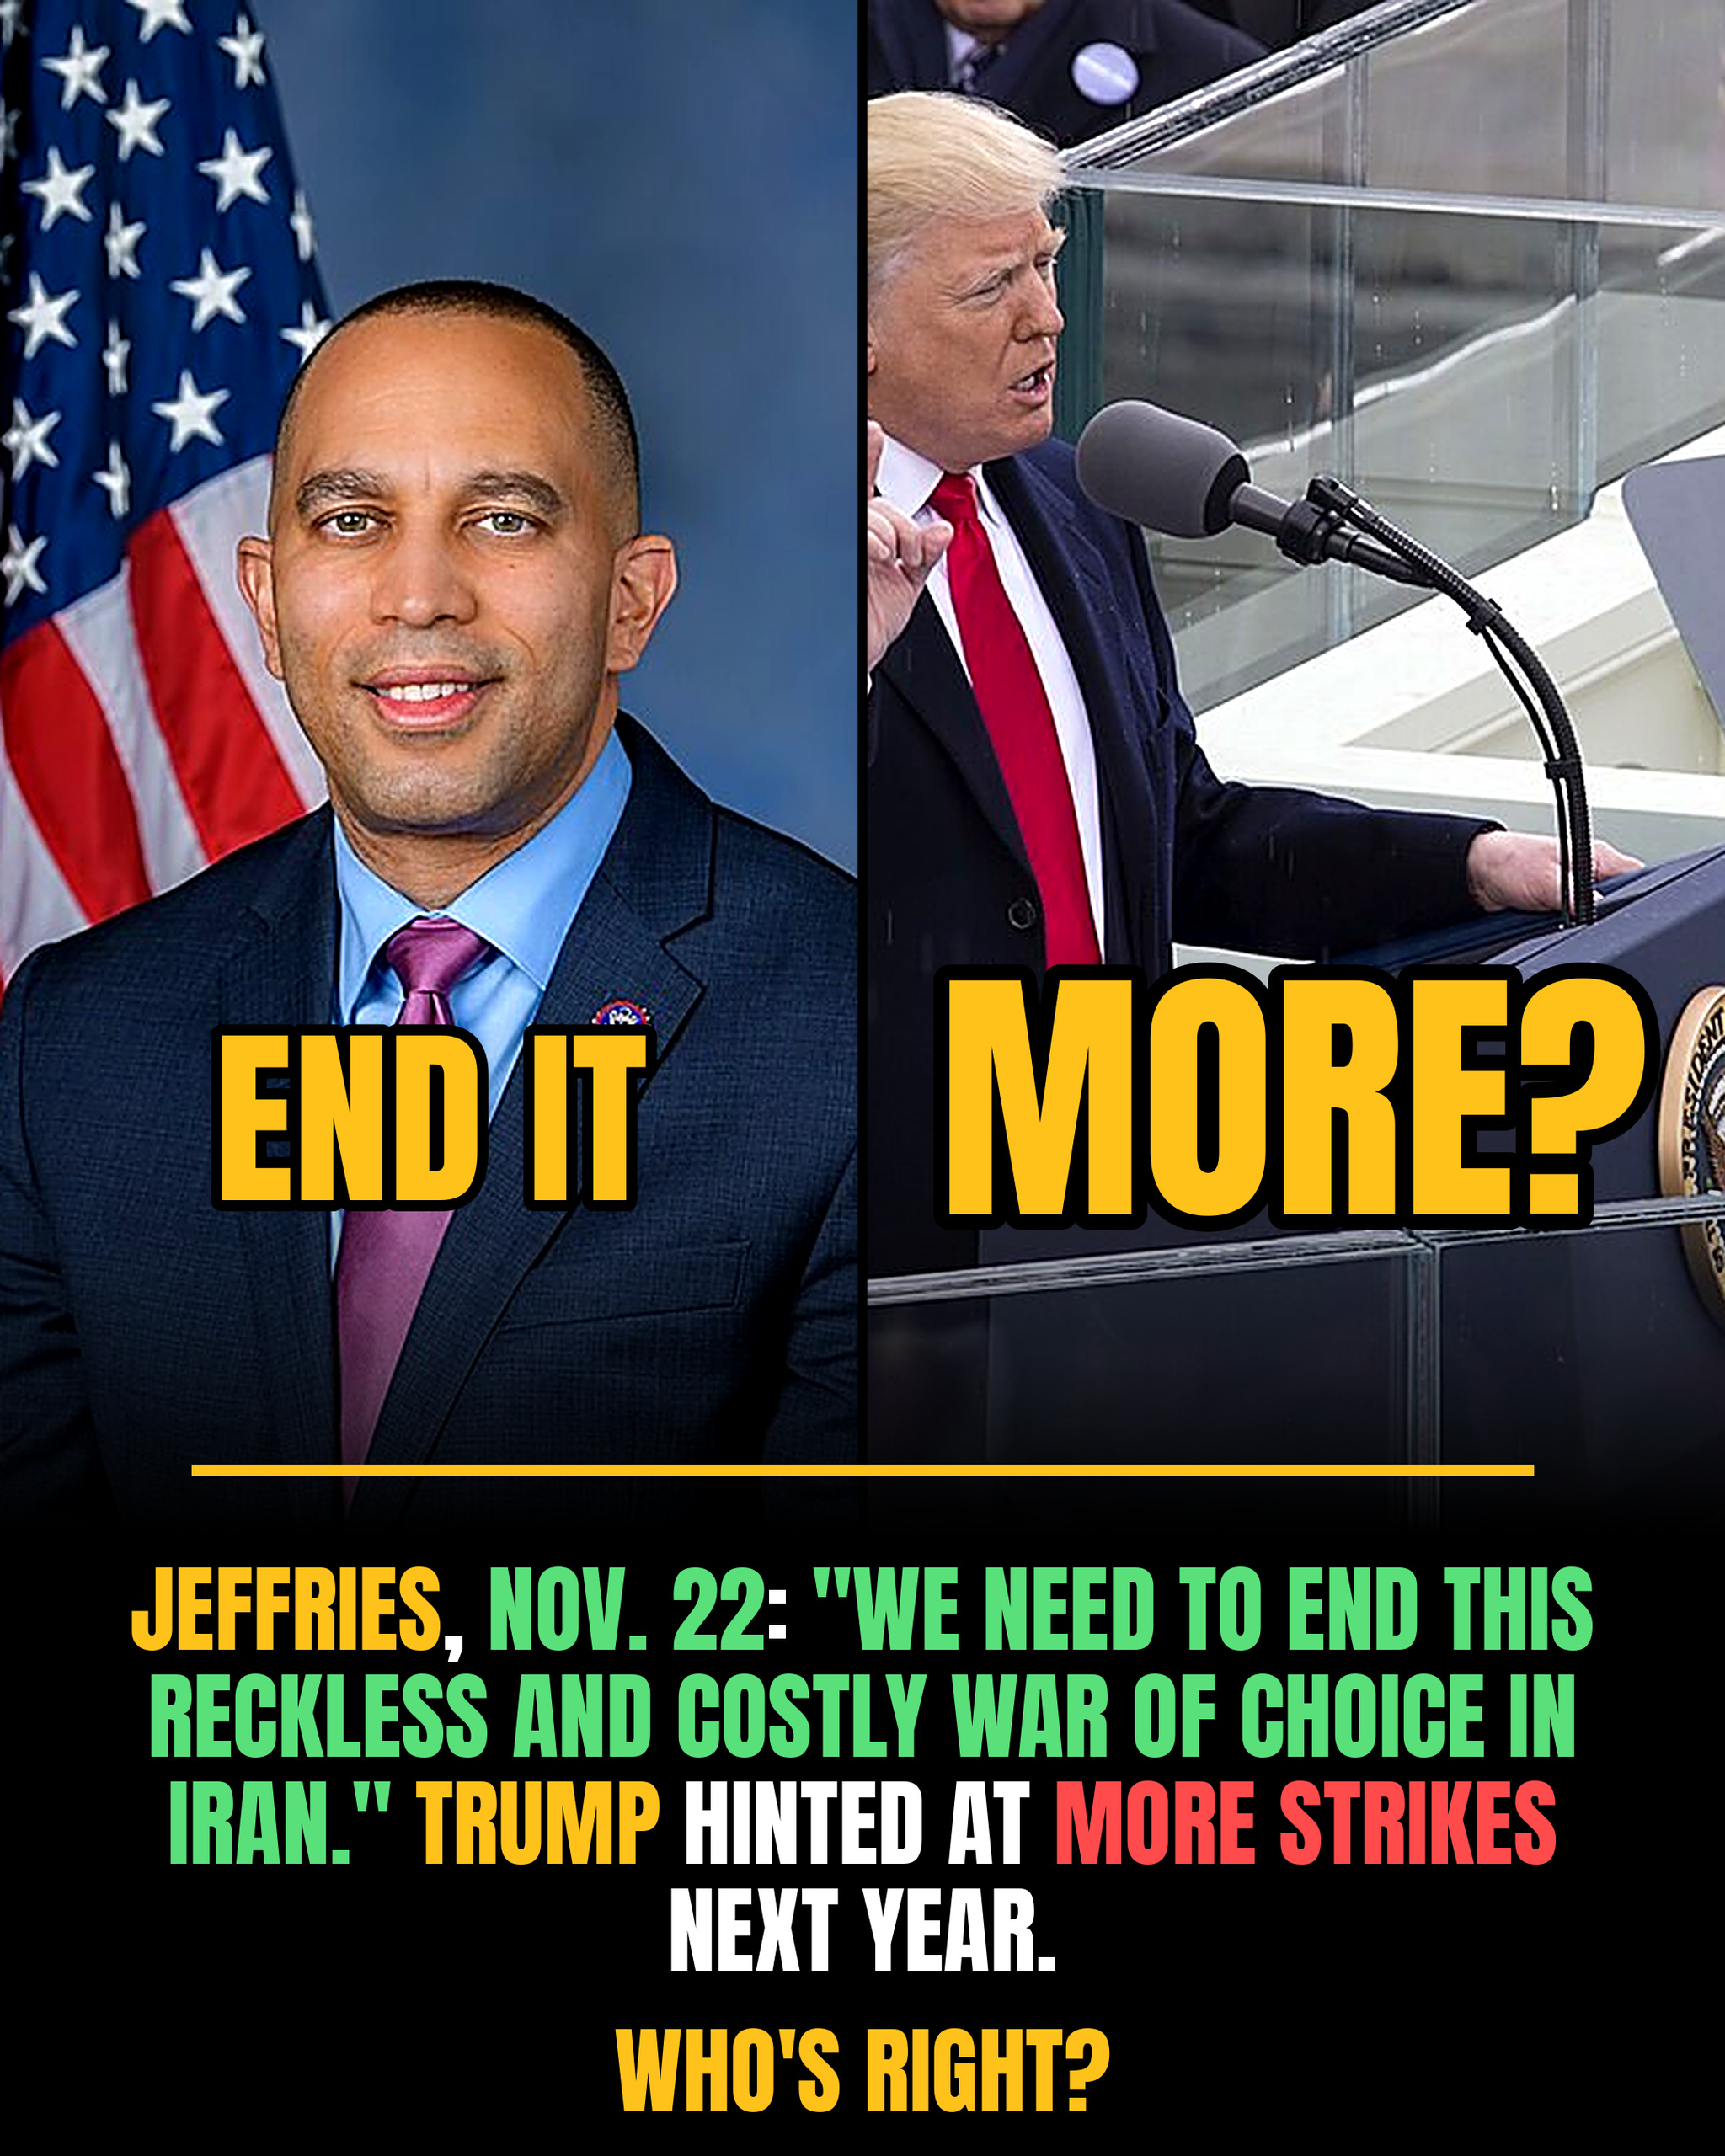 END IT
MORE?
JEFFRIES, NOV. 22: "WE NEED TO END THIS
RECKLESS AND COSTLY WAR OF CHOICE IN
IRAN." TRUMP HINTED AT MORE STRIKES
NEXT YEAR.
WHO'S RIGHT?